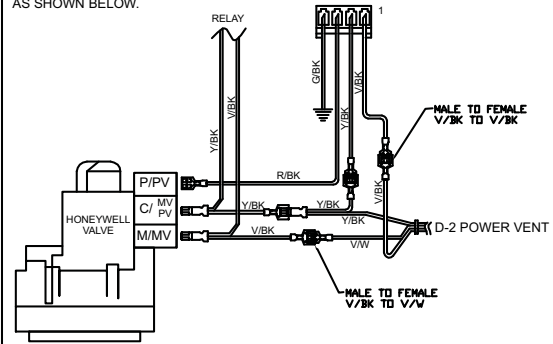 AS SHOWN BELOW.
RELAY
1
G/BK
Y/BK
V/BK
MALE TO FEMALE
V/BK TO V/BK
Y/BK
V/BK
P/PV
R/BK
V/BK
C/ MV PV
Y/BK
Y/BK
Y/BK
HONEYWELL
VALVE
D-2 POWER VENT
M/MV
V/BK
V/W
MALE TO FEMALE
V/BK TO V/W